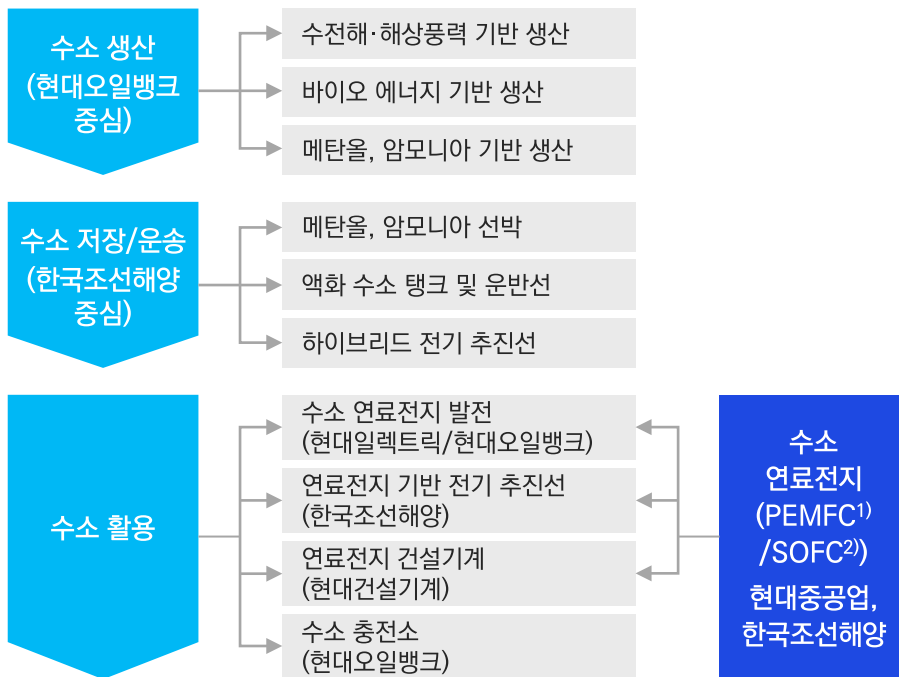 수소 생산
(현대오일뱅크
중심)
수전해·해상풍력 기반 생산
바이오 에너지 기반 생산
메탄올, 암모니아 기반 생산
수소 저장/운송
(한국조선해양
중심)
메탄올, 암모니아 선박
액화 수소 탱크 및 운반선
하이브리드 전기 추진선
수소 활용
수소 연료전지 발전
(현대일렉트릭/현대오일뱅크)
연료전지 기반 전기 추진선
(한국조선해양)
연료전지 건설기계
(현대건설기계)
수소 충전소
(현대오일뱅크)
수소
연료전지
(PEMFC1)
/SOFC2))
현대중공업,
한국조선해양